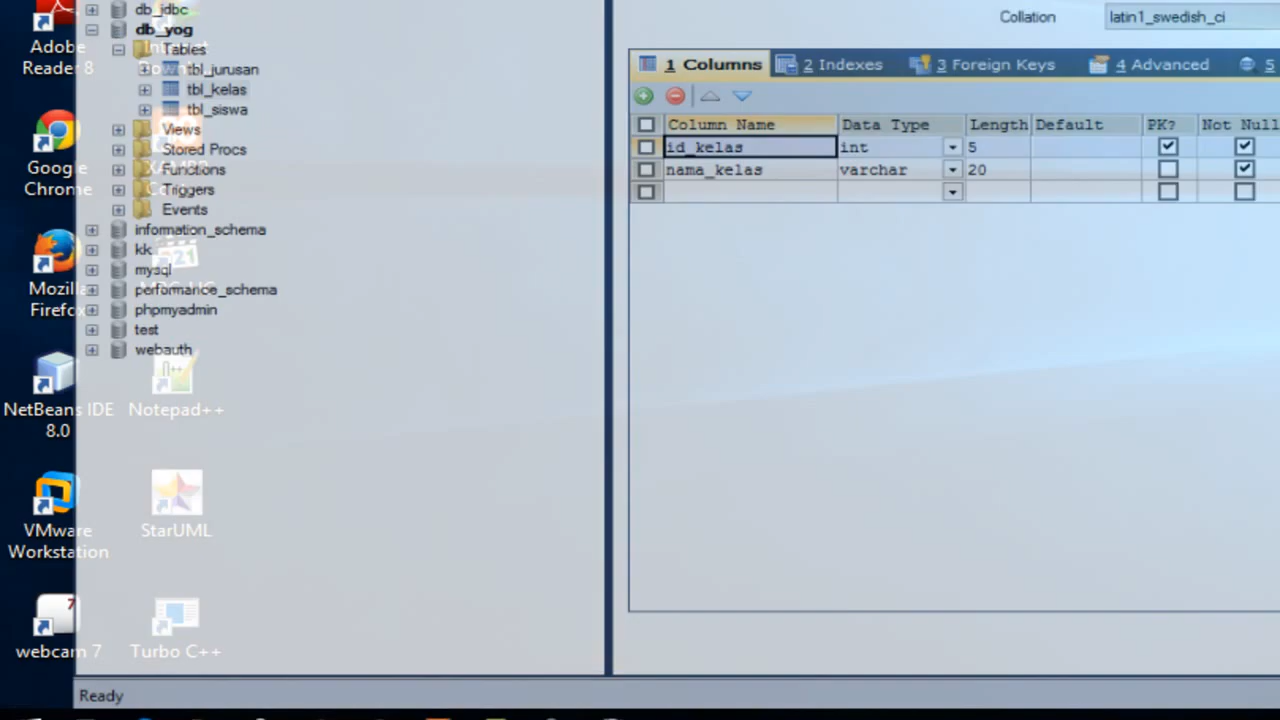 Adobe
Reader 8
Google
Chrome
Firefox
NetBeans IDE
8.0
Notepad++
VMware
Workstation
StarUML
webcam 7
Turbo C++
db_jdbc
db_yog
Tables
tbl_jurusan
tbl_kelas
tbl_siswa
Views
Stored Procs
Functions
Triggers
Events
information_schema
kk
mysql
performance_schema
phpmyadmin
test
webauth
Ready
Collation
latin1_swedish_ci
1 Columns
2 Indexes
3 Foreign Keys
4 Advanced
5
Column Name Data Type Length Default PK? Not Null
id_kelas int 5
nama_kelas varchar 20